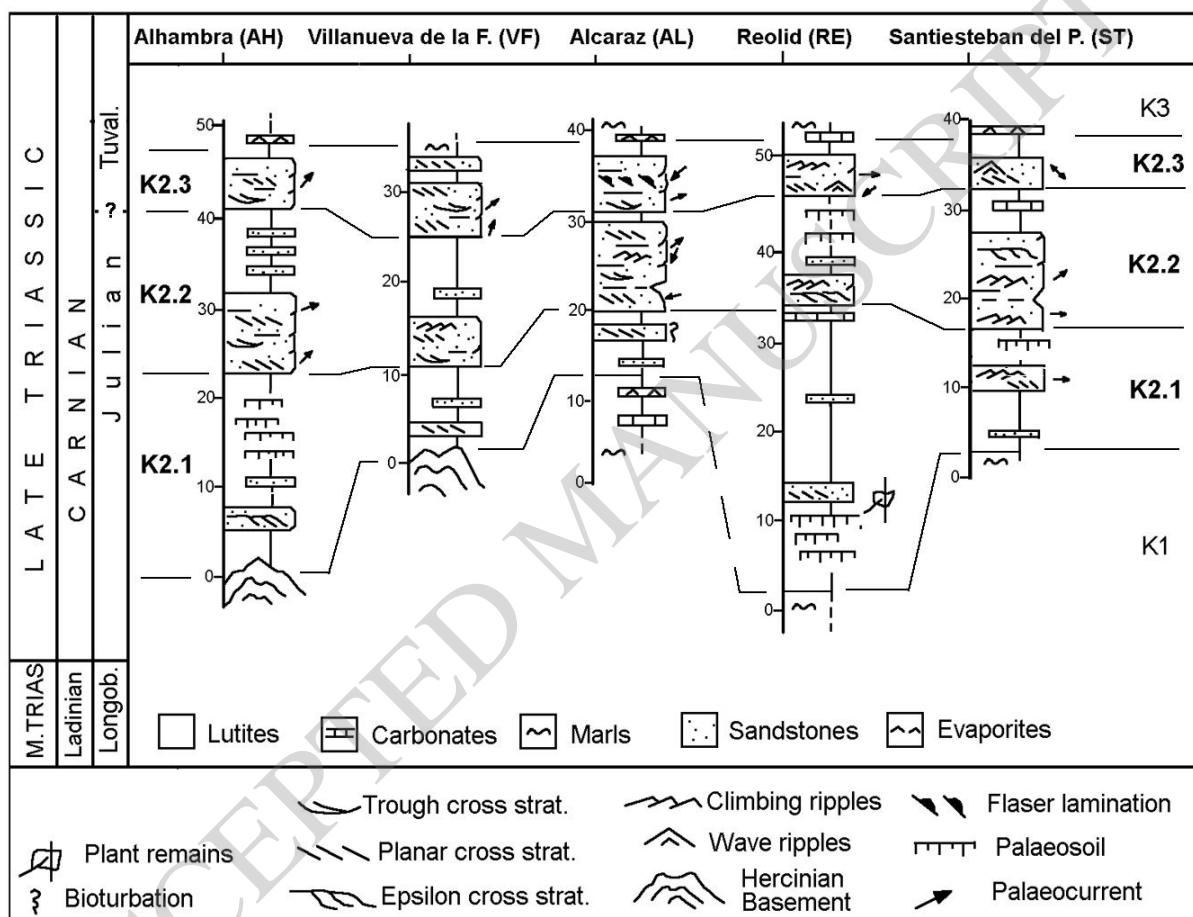 Alhambra (AH) Villanueva de la F. (VF) Alcaraz (AL) Reolid (RE) Santiesteban del P. (ST)
LATE TRIASSIC
CARNIAN
Tuval.
?
Julian
M.TRIAS
Ladinian
Longob.
50
40
30
20
10
0
K2.3
K2.2
K2.1
30
20
10
0
40
30
20
10
0
50
40
30
20
10
0
40
30
20
10
0
K3
K2.3
K2.2
K2.1
K1
Lutites Carbonates Marls Sandstones Evaporites
Trough cross strat. Climbing ripples Flaser lamination
Plant remains Planar cross strat. Wave ripples Palaeosoil
Bioturbation Epsilon cross strat. Hercinian Basement Palaeocurrent
CEPTED MANUSCRIPT